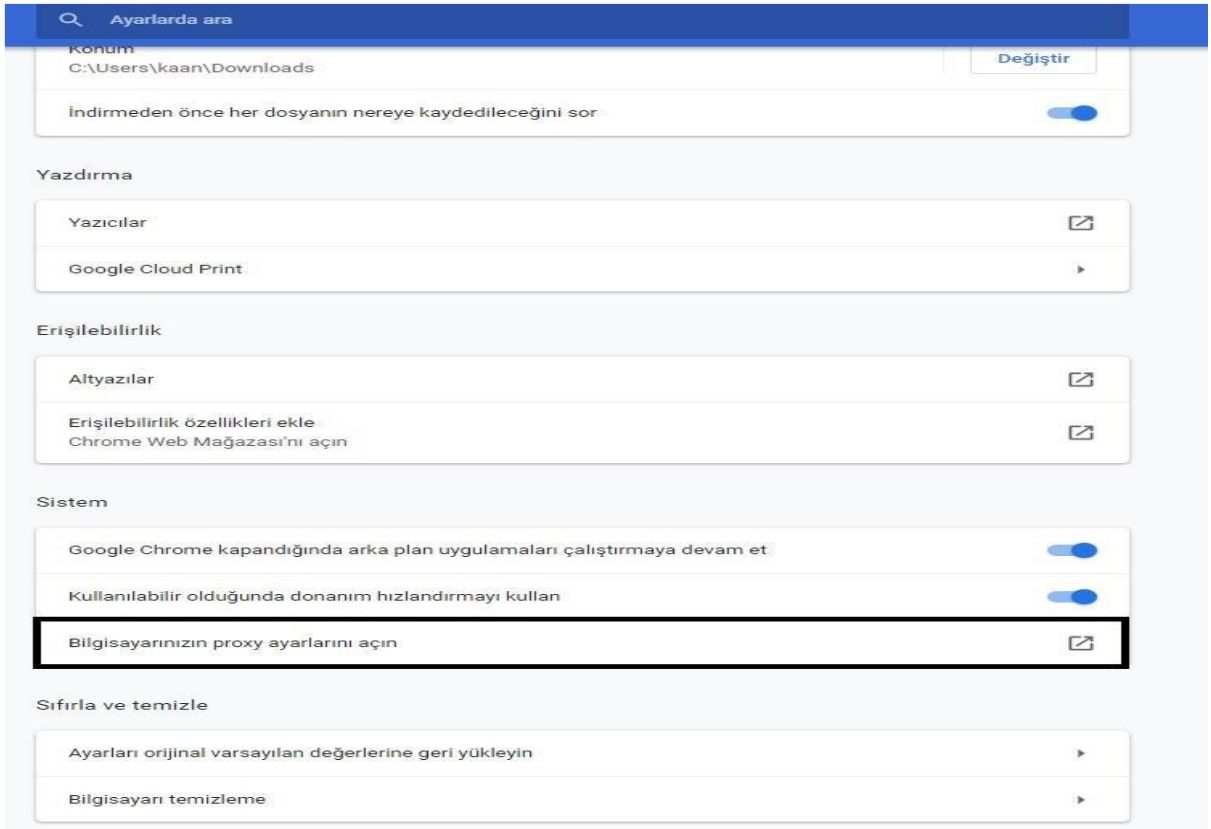 Ayarlarda ara
Konum
C:\Users\kaan\Downloads
Değiştir
İndirmeden önce her dosyanın nereye kaydedileceğini sor
Yazdırma
Yazıcılar
Google Cloud Print
Erişilebilirlik
Altyazılar
Erişilebilirlik özellikleri ekle
Chrome Web Mağazası'nı açın
Sistem
Google Chrome kapandığında arka plan uygulamaları çalıştırmaya devam et
Kullanılabilir olduğunda donanım hızlandırmayı kullan
Bilgisayarınızın proxy ayarlarını açın
Sıfırla ve temizle
Ayarları orijinal varsayılan değerlerine geri yükleyin
Bilgisayarı temizleme